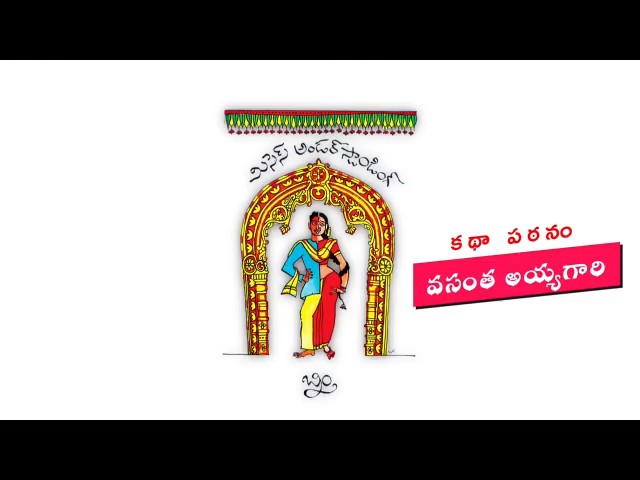 మిసెస్ అండర్‌స్టాండింగ్
కథా పఠనం
వసంత అయ్యగారి
బ్నిం